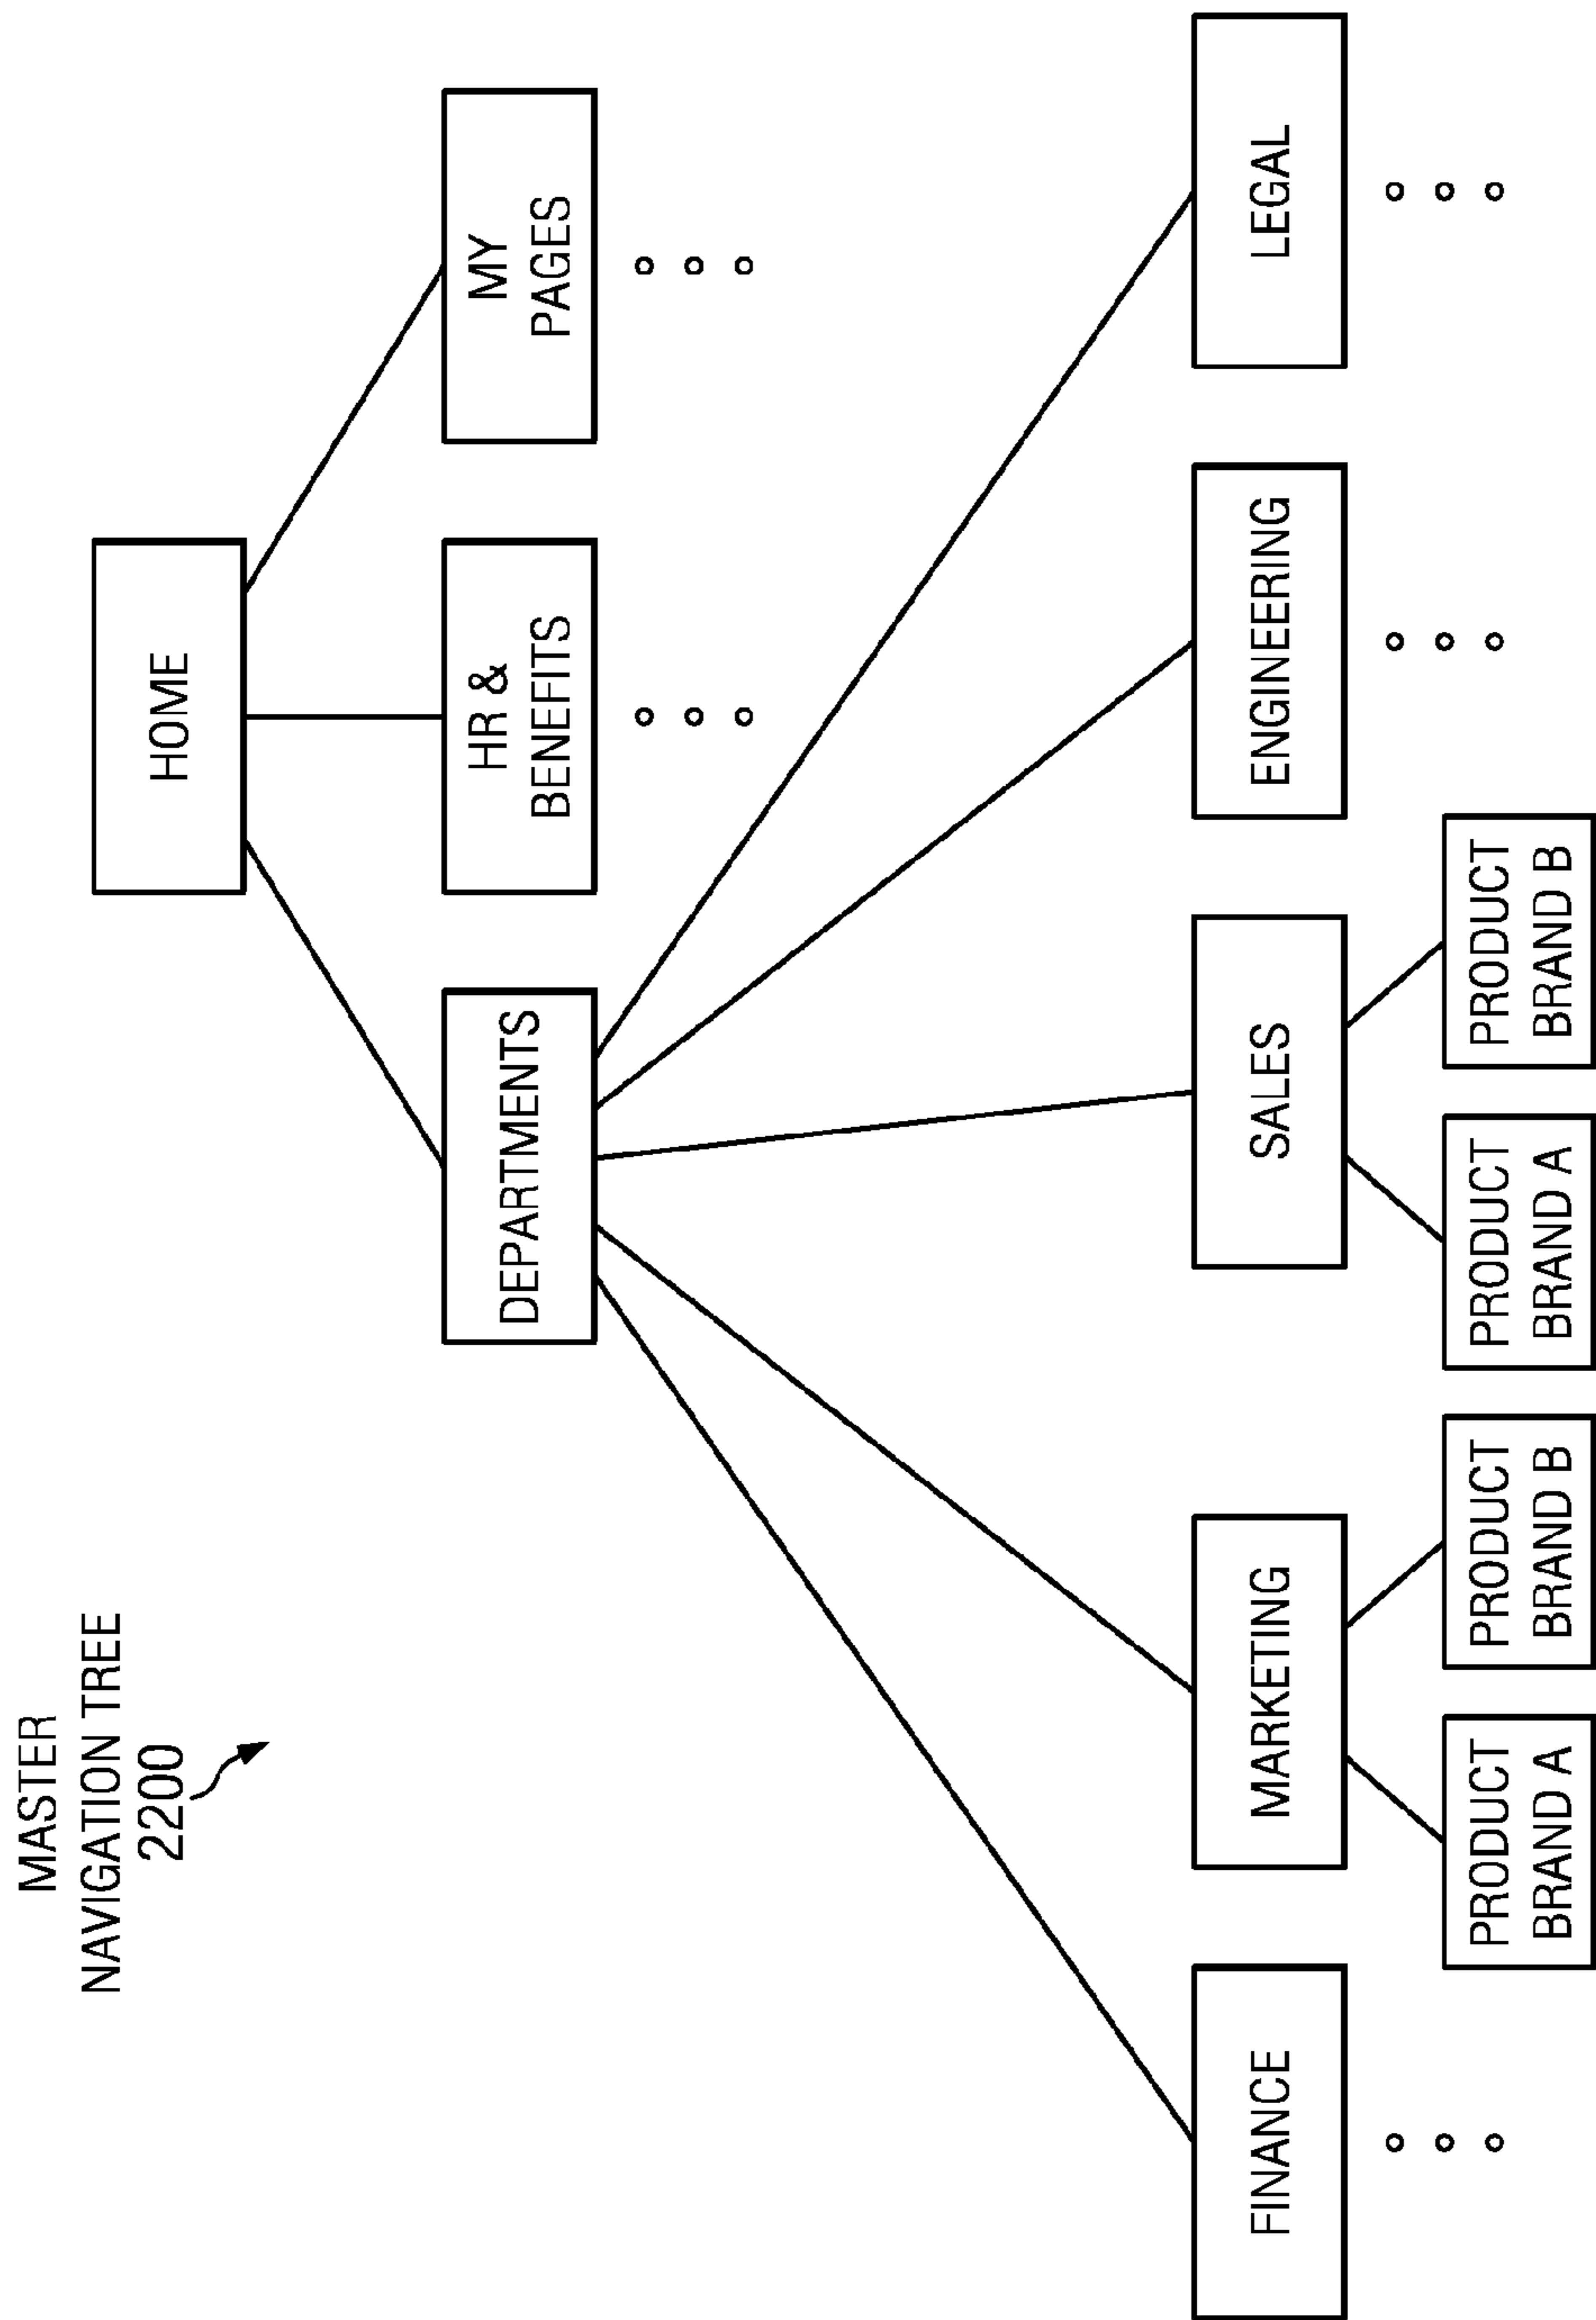 MASTER
NAVIGATION TREE
2200
HOME
DEPARTMENTS
HR &
BENEFITS
MY
PAGES
FINANCE
MARKETING
SALES
ENGINEERING
LEGAL
PRODUCT
BRAND A
PRODUCT
BRAND B
PRODUCT
BRAND A
PRODUCT
BRAND B